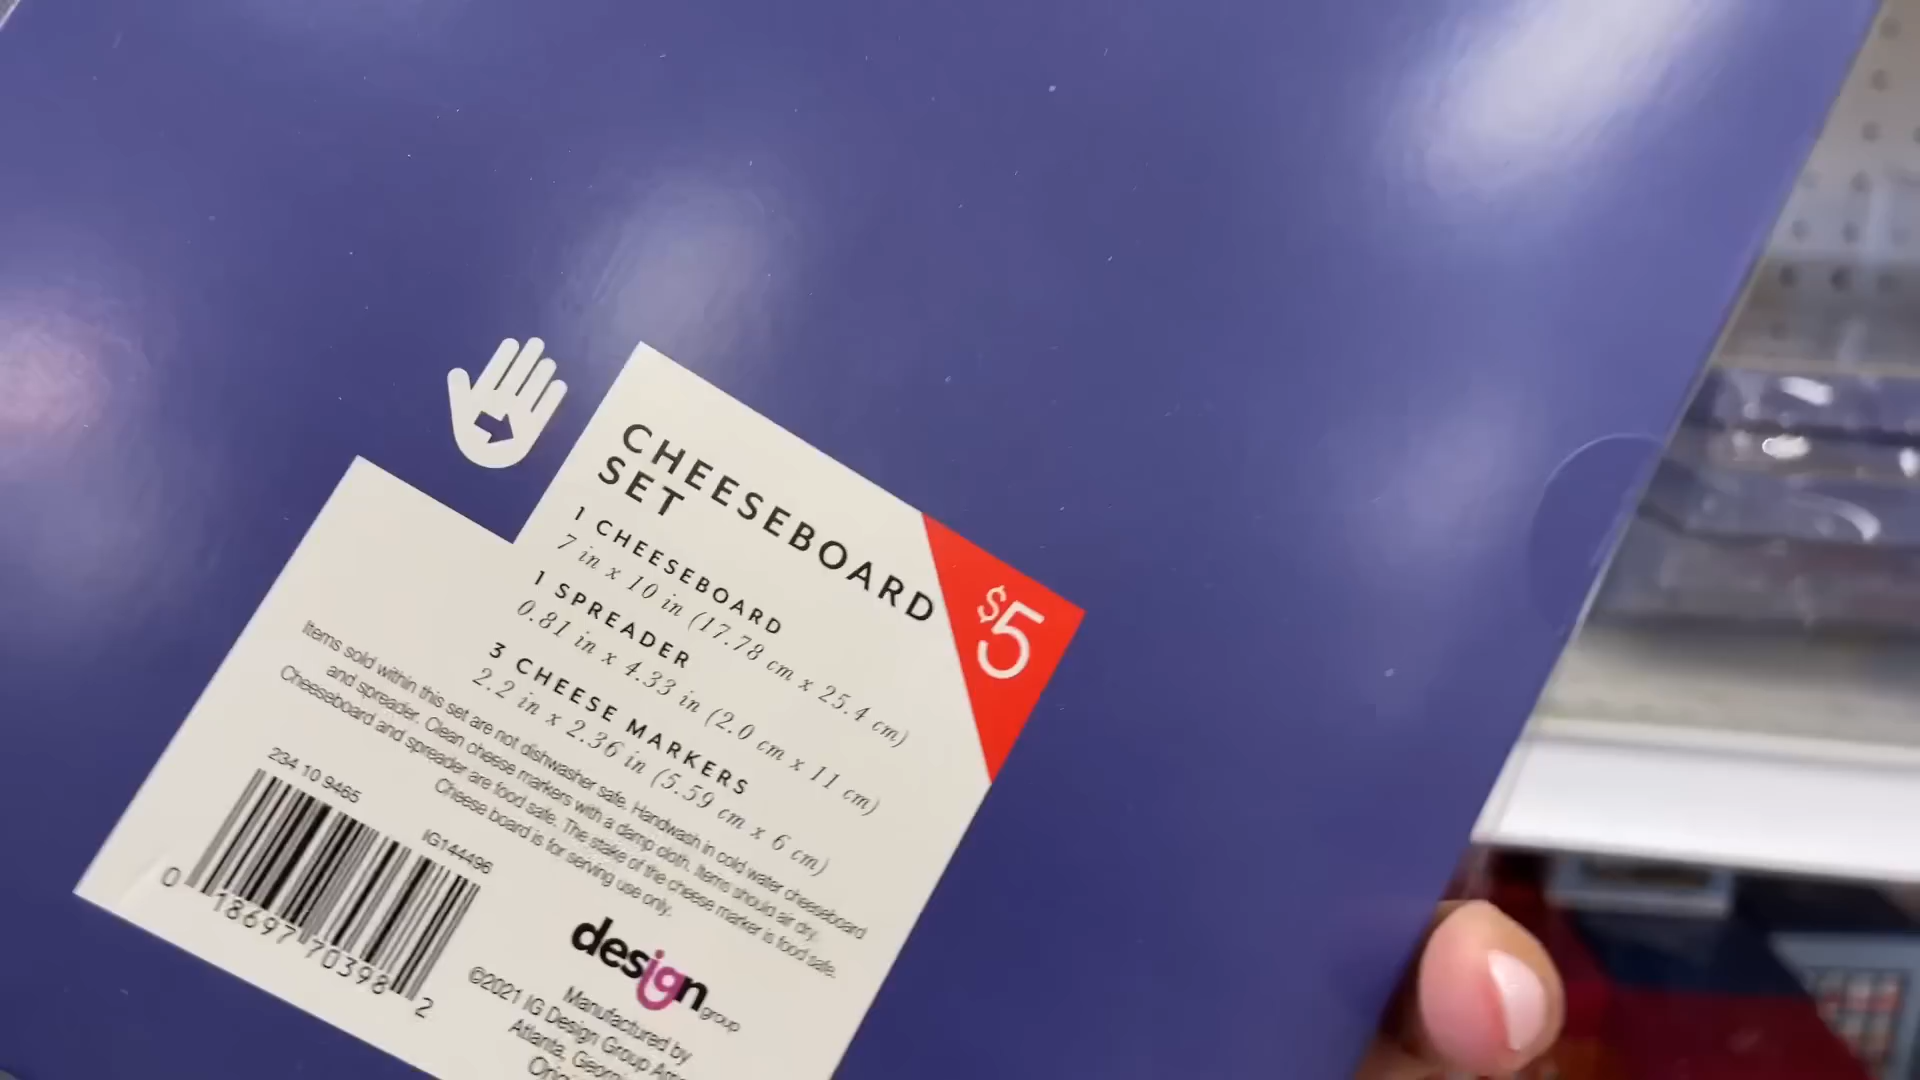 CHEESEBOARD
SET
$5
1 CHEESEBOARD
7 in x 10 in (17.78 cm x 25.4 cm)
1 SPREADER
0.81 in x 4.33 in (2.0 cm x 11 cm)
3 CHEESE MARKERS
2.2 in x 2.36 in (5.59 cm x 6 cm)
Items sold within this set are not dishwasher safe. Handwash in cold water cheeseboard
and spreader. Clean cheese markers with a damp cloth. Items should air dry.
Cheeseboard and spreader are food safe. The stake of the cheese marker is food safe.
Cheese board is for serving use only.
234 10 9465
IG144496
0 18697 70398 2
design group
Manufactured by
©2021 IG Design Group
Atlanta,